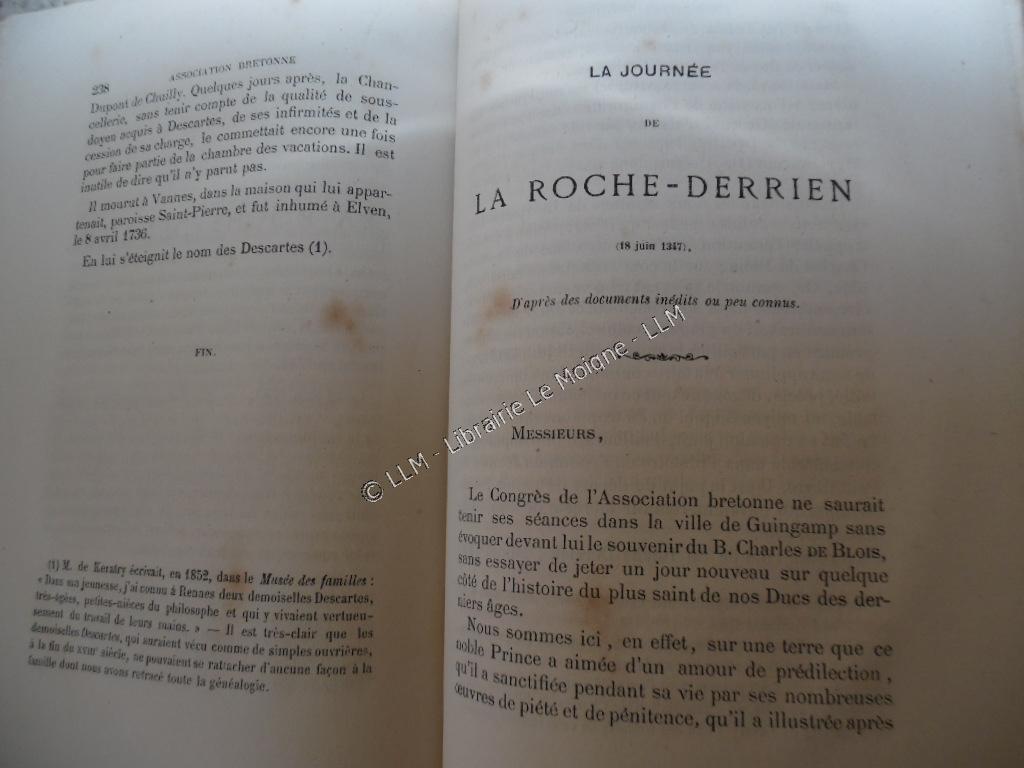 238
ASSOCIATION BRETONNE
Dupont de Chuilly. Quelques jours après, la Chan-
cellerie, sans tenir compte de la qualité de sous-
doyen acquis à Descartes, de ses infirmités et de la
cession de sa charge, le commettait encore une fois
pour faire partie de la chambre des vacations. Il est
inutile de dire qu'il n'y parut pas.
Il mourut à Vannes, dans la maison qui lui appar-
tenait, paroisse Saint-Pierre, et fut inhumé à Elven,
le 8 avril 1736.
En lui s'éteignit le nom des Descartes (1).
FIN.
(1) M. de Keratry écrivait, en 1852, dans le Musée des familles :
« Dans ma jeunesse, j'ai connu à Rennes deux demoiselles Descartes,
très-âgées, petites-nièces du philosophe et qui y vivaient vertueu-
sement du travail de leurs mains. » — Il est très-clair que les
demoiselles Descartes, qui auraient vécu comme de simples ouvrières,
à la fin du XVIIIe siècle, ne pouvaient se rattacher d'aucune façon à la
famille dont nous avons retracé toute la généalogie.
LA JOURNÉE
DE
LA ROCHE-DERRIEN
(18 juin 1347).
D'après des documents inédits ou peu connus.
MESSIEURS,
Le Congrès de l'Association bretonne ne saurait
tenir ses séances dans la ville de Guingamp sans
évoquer devant lui le souvenir du B. Charles DE BLOIS,
sans essayer de jeter un jour nouveau sur quelque
côté de l'histoire du plus saint de nos Ducs des der-
niers âges.
Nous sommes ici, en effet, sur une terre que ce
noble Prince a aimée d'un amour de prédilection,
qu'il a sanctifiée pendant sa vie par ses nombreuses
œuvres de piété et de pénitence, qu'il a illustrée après
© LLM - Librairie Le Moigne - LLM